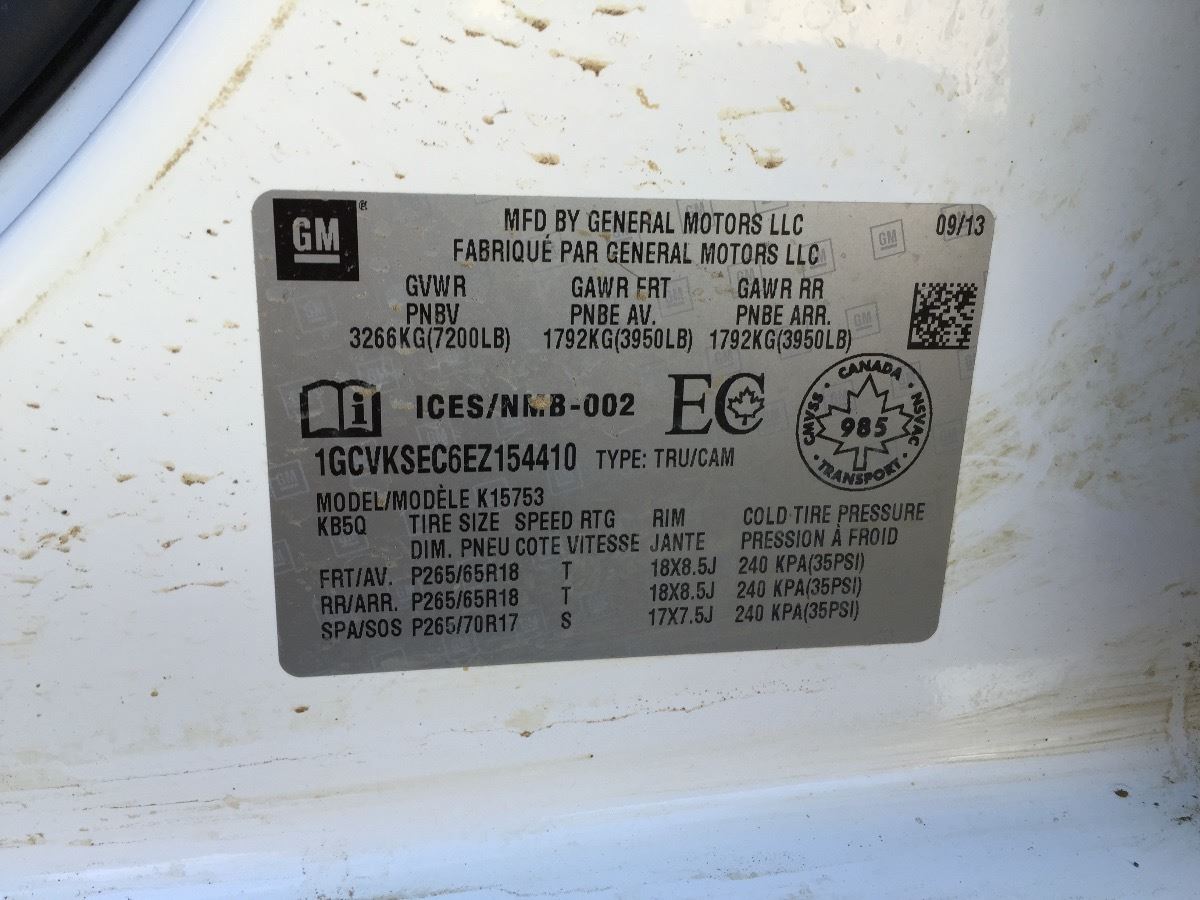 GM®
MFD BY GENERAL MOTORS LLC 09/13
FABRIQUÉ PAR GENERAL MOTORS LLC
GVWR GAWR FRT GAWR RR
PNBV PNBE AV. PNBE ARR.
3266KG(7200LB) 1792KG(3950LB) 1792KG(3950LB)
ICES/NMB-002 EC
CANADA
CMVSS 985 NSVAC
TRANSPORT
1GCVKSEC6EZ154410 TYPE: TRU/CAM
MODEL/MODÈLE K15753
KB5Q TIRE SIZE SPEED RTG RIM COLD TIRE PRESSURE
DIM. PNEU COTE VITESSE JANTE PRESSION À FROID
FRT/AV. P265/65R18 T 18X8.5J 240 KPA(35PSI)
RR/ARR. P265/65R18 T 18X8.5J 240 KPA(35PSI)
SPA/SOS P265/70R17 S 17X7.5J 240 KPA(35PSI)